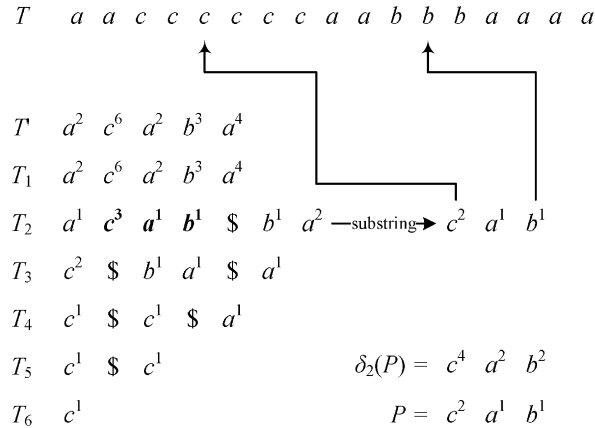 T a a c c c c c c a a b b b a a a a
T' a² c⁶ a² b³ a⁴
T₁ a² c⁶ a² b³ a⁴
T₂ a¹ c³ a¹ b¹ $ b¹ a² substring c² a¹ b¹
T₃ c² $ b¹ a¹ $ a¹
T₄ c¹ $ c¹ $ a¹
T₅ c¹ $ c¹ δ₂(P) = c⁴ a² b²
T₆ c¹ P = c² a¹ b¹